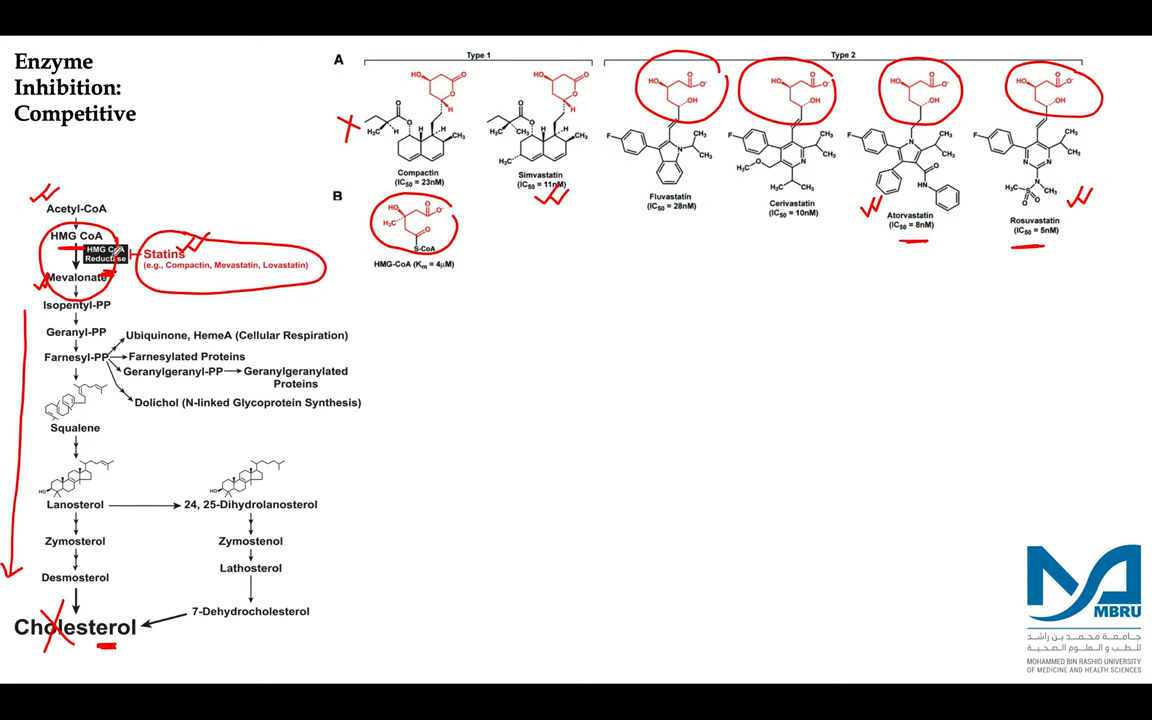 Enzyme
Inhibition:
Competitive
A
Type 1
Type 2
Compactin
(IC50 = 23nM)
Simvastatin
(IC50 = 11nM)
Fluvastatin
(IC50 = 28nM)
Cerivastatin
(IC50 = 10nM)
Atorvastatin
(IC50 = 8nM)
Rosuvastatin
(IC50 = 5nM)
B
HMG-CoA (Km = 4μM)
Acetyl-CoA
HMG CoA
HMG CoA
Reductase
Statins
(e.g., Compactin, Mevastatin, Lovastatin)
Mevalonate
Isopentyl-PP
Geranyl-PP
Farnesyl-PP
Ubiquinone, HemeA (Cellular Respiration)
Farnesylated Proteins
Geranylgeranyl-PP
Geranylgeranylated
Proteins
Dolichol (N-linked Glycoprotein Synthesis)
Squalene
Lanosterol
24, 25-Dihydrolanosterol
Zymosterol
Zymostenol
Desmosterol
Lathosterol
7-Dehydrocholesterol
Cholesterol
MBRU
جامعة محمد بن راشد
للطب و العلوم الصحية
MOHAMMED BIN RASHID UNIVERSITY
OF MEDICINE AND HEALTH SCIENCES